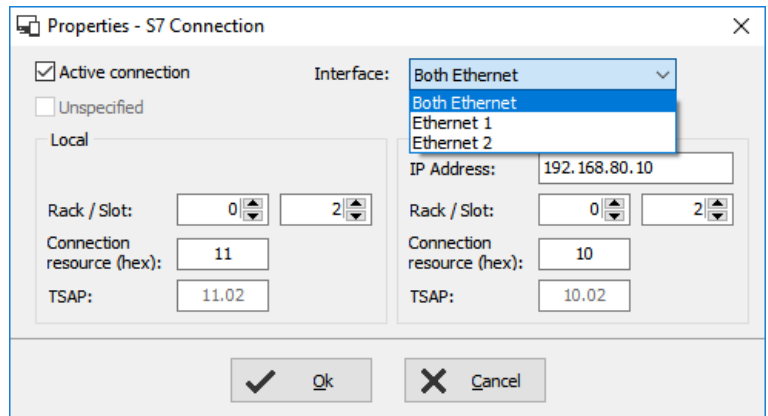 Properties - S7 Connection
Active connection
Interface:
Both Ethernet
Both Ethernet
Ethernet 1
Ethernet 2
Unspecified
Local
Rack / Slot:
0
2
Connection
resource (hex):
11
TSAP:
11.02
IP Address:
192.168.80.10
Rack / Slot:
0
2
Connection
resource (hex):
10
TSAP:
10.02
Ok
Cancel